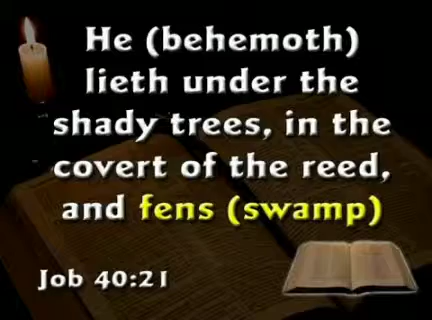 He (behemoth)
lieth under the
shady trees, in the
covert of the reed,
and fens (swamp)
Job 40:21